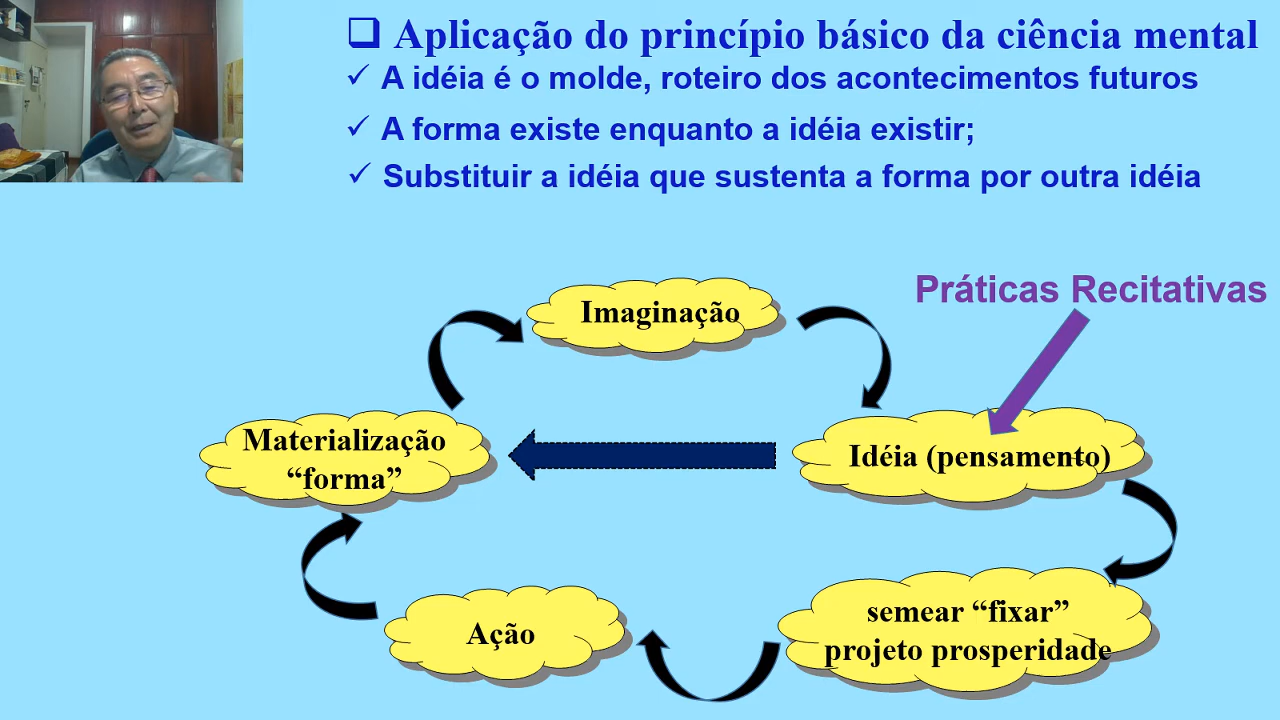 Aplicação do princípio básico da ciência mental
A idéia é o molde, roteiro dos acontecimentos futuros
A forma existe enquanto a idéia existir;
Substituir a idéia que sustenta a forma por outra idéia
Práticas Recitativas
Imaginação
Materialização
“forma”
Idéia (pensamento)
semear “fixar”
projeto prosperidade
Ação